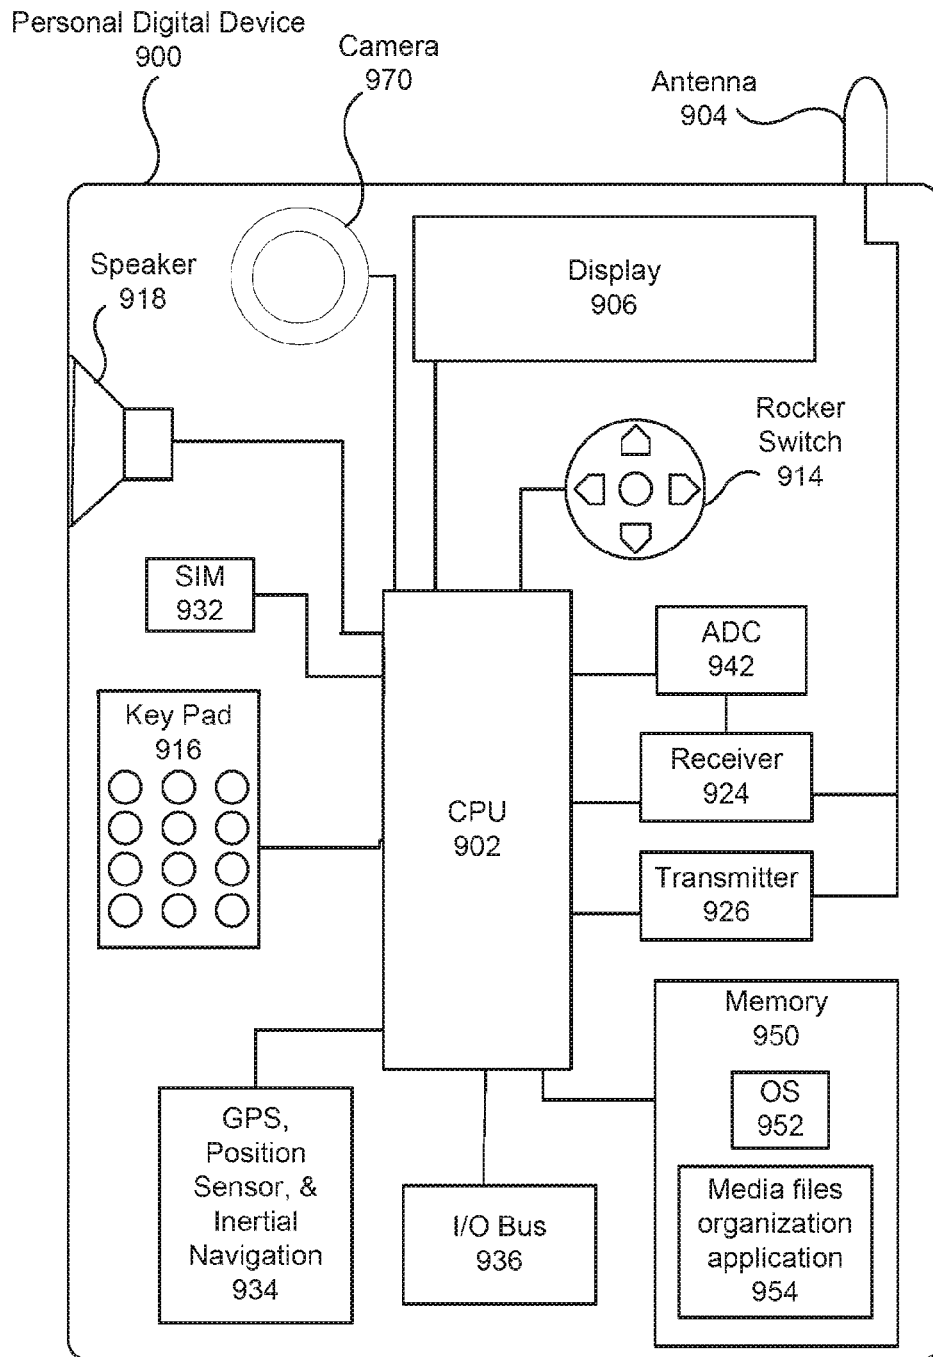 Personal Digital Device
900
Camera
970
Antenna
904
Speaker
918
Display
906
Rocker
Switch
914
SIM
932
ADC
942
Key Pad
916
Receiver
924
CPU
902
Transmitter
926
Memory
950
OS
952
GPS,
Position
Sensor, &
Inertial
Navigation
934
I/O Bus
936
Media files
organization
application
954